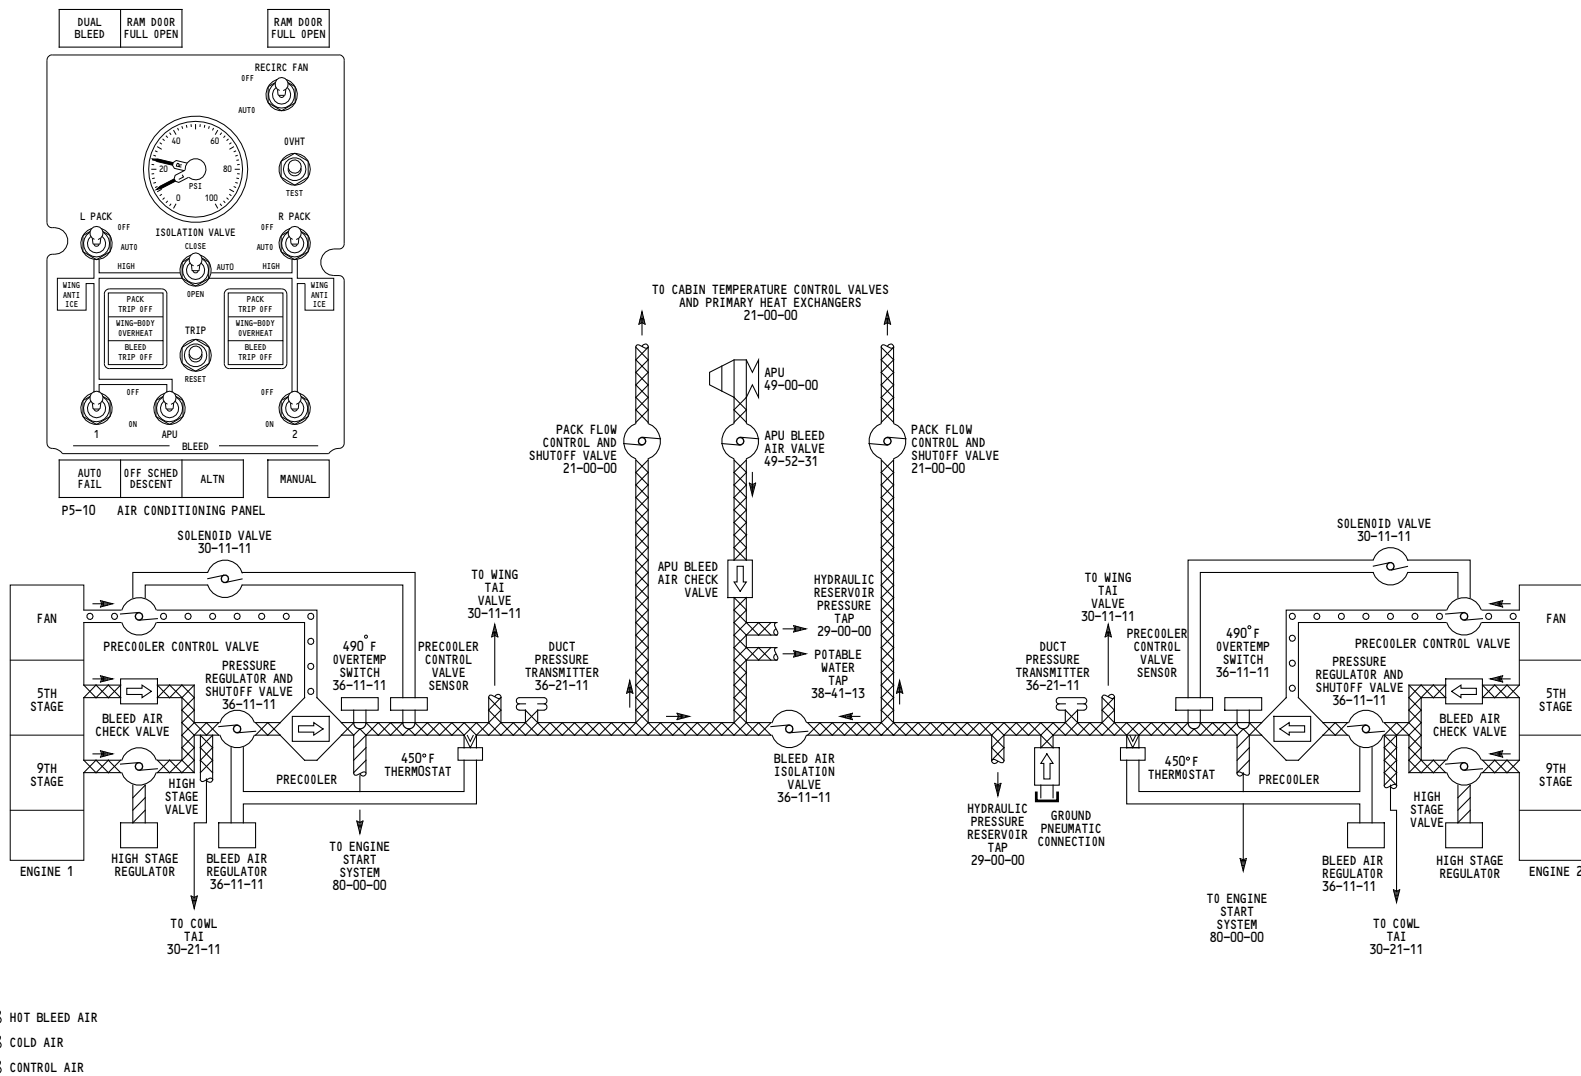 DUAL
BLEED
RAM DOOR
FULL OPEN
RAM DOOR
FULL OPEN
RECIRC FAN
OFF
AUTO
40
60
20
80
0
100
R
L
PSI
OVHT
TEST
L PACK
OFF
AUTO
HIGH
ISOLATION VALVE
CLOSE
AUTO
OPEN
R PACK
OFF
AUTO
HIGH
WING
ANTI
ICE
WING
ANTI
ICE
PACK
TRIP OFF
WING-BODY
OVERHEAT
BLEED
TRIP OFF
PACK
TRIP OFF
WING-BODY
OVERHEAT
BLEED
TRIP OFF
TRIP
RESET
OFF
ON
OFF
ON
1
APU
2
BLEED
AUTO
FAIL
OFF SCHED
DESCENT
ALTN
MANUAL
P5-10 AIR CONDITIONING PANEL
TO CABIN TEMPERATURE CONTROL VALVES
AND PRIMARY HEAT EXCHANGERS
21-00-00
APU
49-00-00
PACK FLOW
CONTROL AND
SHUTOFF VALVE
21-00-00
APU BLEED
AIR VALVE
49-52-31
PACK FLOW
CONTROL AND
SHUTOFF VALVE
21-00-00
SOLENOID VALVE
30-11-11
FAN
PRECOOLER CONTROL VALVE
5TH
STAGE
BLEED AIR
CHECK VALVE
9TH
STAGE
ENGINE 1
HIGH
STAGE
VALVE
HIGH STAGE
REGULATOR
PRESSURE
REGULATOR AND
SHUTOFF VALVE
36-11-11
BLEED AIR
REGULATOR
36-11-11
TO COWL
TAI
30-21-11
PRECOOLER
490°F
OVERTEMP
SWITCH
36-11-11
PRECOOLER
CONTROL
VALVE
SENSOR
450°F
THERMOSTAT
TO ENGINE
START
SYSTEM
80-00-00
TO WING
TAI
VALVE
30-11-11
DUCT
PRESSURE
TRANSMITTER
36-21-11
APU BLEED
AIR CHECK
VALVE
HYDRAULIC
RESERVOIR
PRESSURE
TAP
29-00-00
POTABLE
WATER
TAP
38-41-13
BLEED AIR
ISOLATION
VALVE
36-11-11
HYDRAULIC
PRESSURE
RESERVOIR
TAP
29-00-00
GROUND
PNEUMATIC
CONNECTION
DUCT
PRESSURE
TRANSMITTER
36-21-11
TO WING
TAI
VALVE
30-11-11
PRECOOLER
CONTROL
VALVE
SENSOR
490°F
OVERTEMP
SWITCH
36-11-11
450°F
THERMOSTAT
PRECOOLER
TO ENGINE
START
SYSTEM
80-00-00
SOLENOID VALVE
30-11-11
PRECOOLER CONTROL VALVE
PRESSURE
REGULATOR AND
SHUTOFF VALVE
36-11-11
BLEED AIR
CHECK VALVE
HIGH
STAGE
VALVE
BLEED AIR
REGULATOR
36-11-11
HIGH STAGE
REGULATOR
TO COWL
TAI
30-21-11
FAN
5TH
STAGE
9TH
STAGE
ENGINE 2
HOT BLEED AIR
COLD AIR
CONTROL AIR